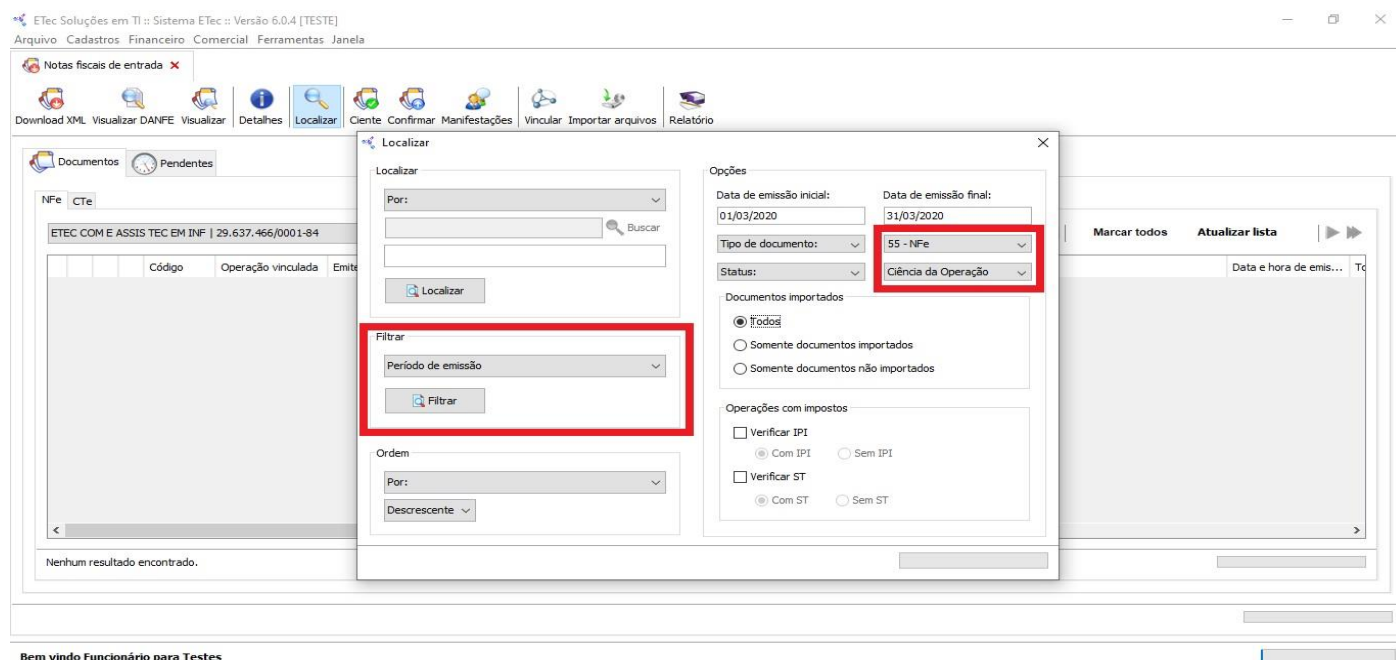 ETec Soluções em TI :: Sistema ETec :: Versão 6.0.4 [TESTE]
Arquivo Cadastros Financeiro Comercial Ferramentas Janela
Notas fiscais de entrada
Download XML Visualizar DANFE Visualizar Detalhes Localizar Ciente Confirmar Manifestações Vincular Importar arquivos Relatório
Documentos Pendentes
NFe CTe
ETEC COM E ASSIS TEC EM INF | 29.637.466/0001-84
Marcar todos Atualizar lista
Código Operação vinculada Emite
Data e hora de emis... To
Nenhum resultado encontrado.
Localizar
Localizar
Por:
Buscar
Localizar
Filtrar
Período de emissão
Filtrar
Ordem
Por:
Descrescente
Opções
Data de emissão inicial: Data de emissão final:
01/03/2020 31/03/2020
Tipo de documento: 55 - NFe
Status: Ciência da Operação
Documentos importados
Todos
Somente documentos importados
Somente documentos não importados
Operações com impostos
Verificar IPI
Com IPI Sem IPI
Verificar ST
Com ST Sem ST
Bem vindo Funcionário para Testes